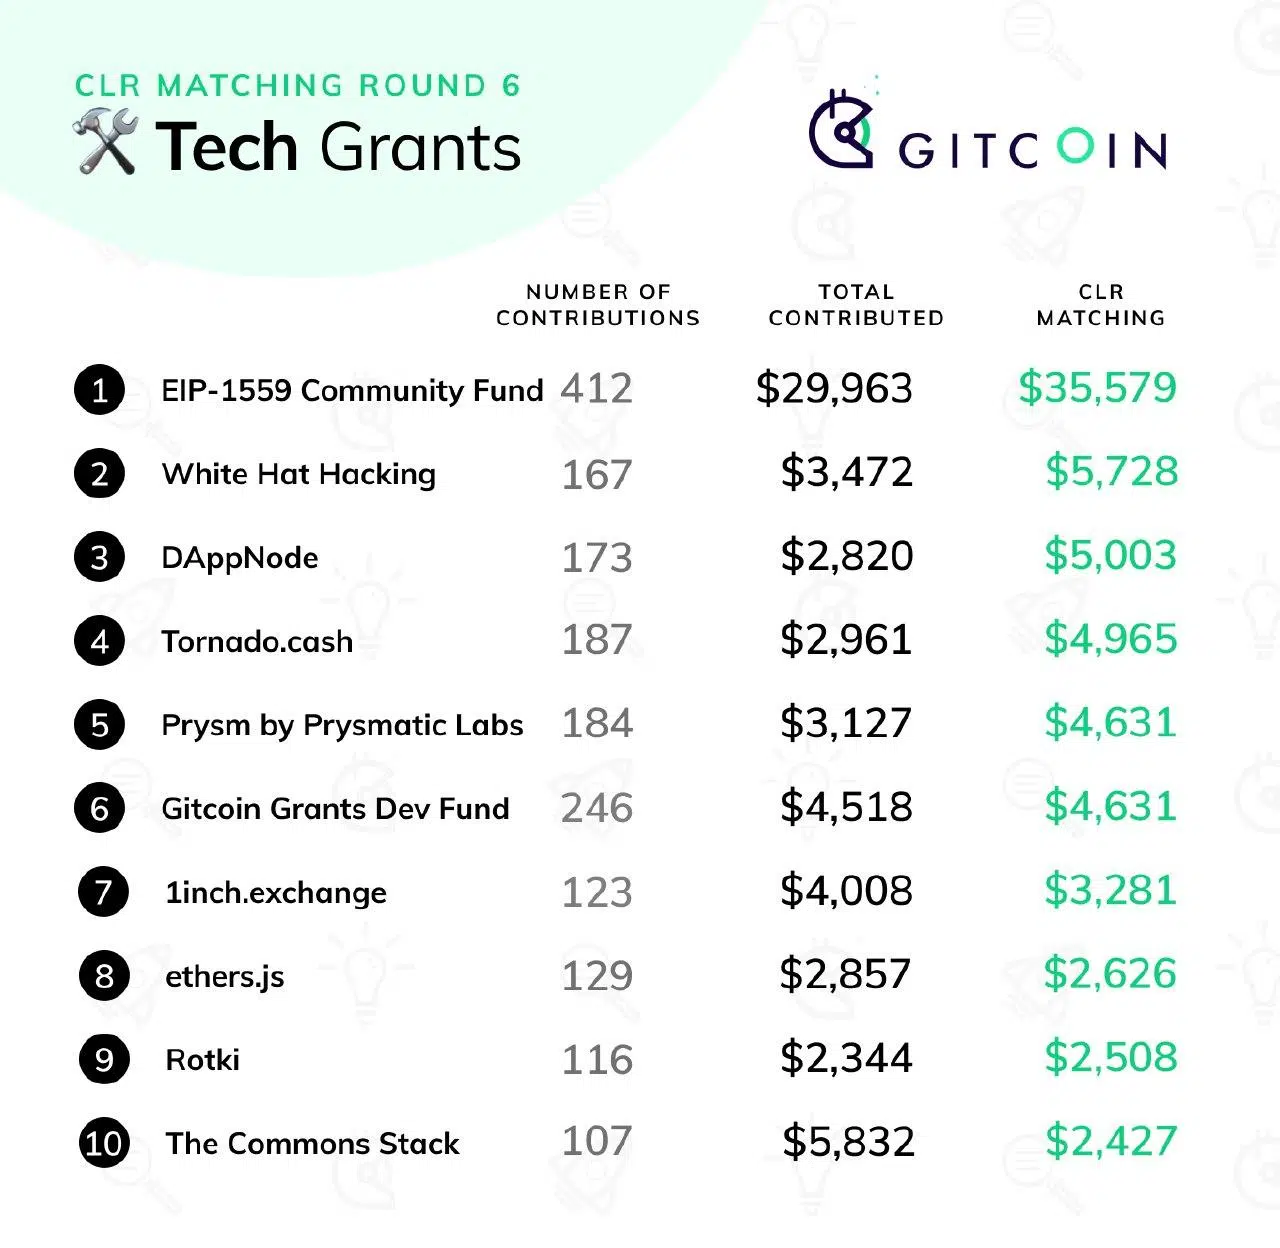 CLR MATCHING ROUND 6
Tech Grants
GITCOIN
NUMBER OF CONTRIBUTIONS TOTAL CONTRIBUTED CLR MATCHING
1 EIP-1559 Community Fund 412 $29,963 $35,579
2 White Hat Hacking 167 $3,472 $5,728
3 DAppNode 173 $2,820 $5,003
4 Tornado.cash 187 $2,961 $4,965
5 Prysm by Prysmatic Labs 184 $3,127 $4,631
6 Gitcoin Grants Dev Fund 246 $4,518 $4,631
7 1inch.exchange 123 $4,008 $3,281
8 ethers.js 129 $2,857 $2,626
9 Rotki 116 $2,344 $2,508
10 The Commons Stack 107 $5,832 $2,427